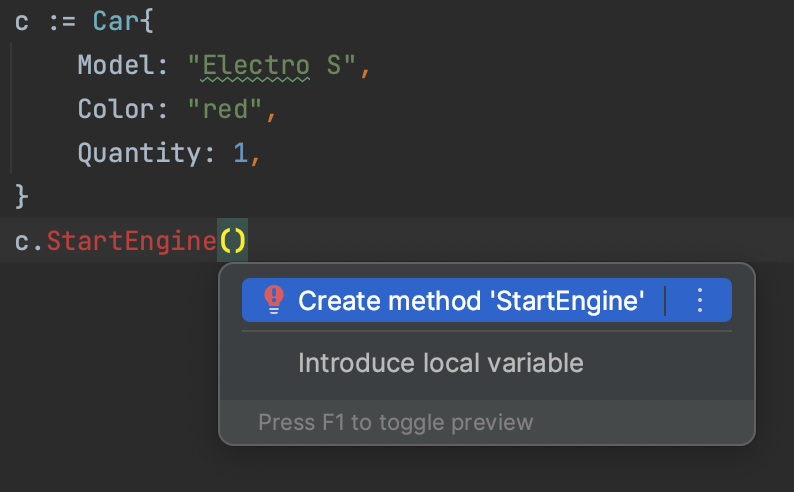 c := Car{
    Model: "Electro S",
    Color: "red",
    Quantity: 1,
}
c.StartEngine()
Create method 'StartEngine'
Introduce local variable
Press F1 to toggle preview